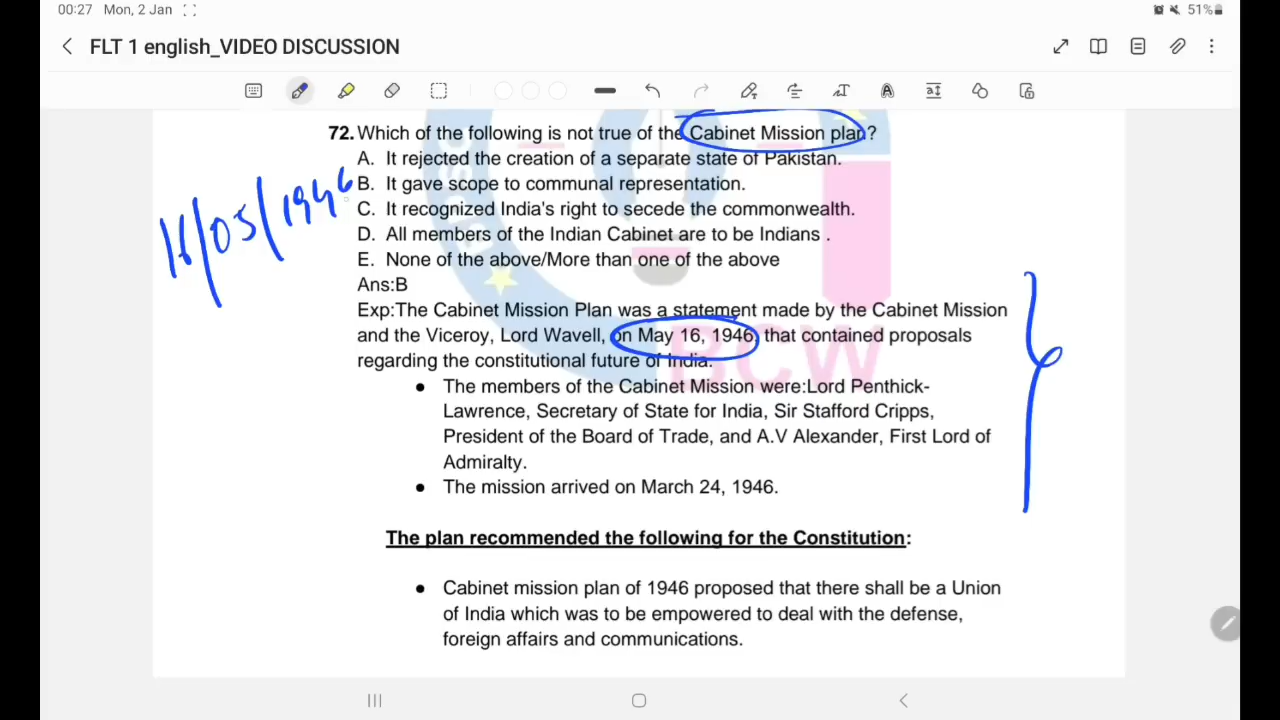 00:27 Mon, 2 Jan
51%
FLT 1 english_VIDEO DISCUSSION
72. Which of the following is not true of the Cabinet Mission plan?
A. It rejected the creation of a separate state of Pakistan.
B. It gave scope to communal representation.
C. It recognized India's right to secede the commonwealth.
D. All members of the Indian Cabinet are to be Indians .
E. None of the above/More than one of the above
16/05/1946
Ans:B
Exp:The Cabinet Mission Plan was a statement made by the Cabinet Mission
and the Viceroy, Lord Wavell, on May 16, 1946, that contained proposals
regarding the constitutional future of India.
• The members of the Cabinet Mission were:Lord Penthick-
Lawrence, Secretary of State for India, Sir Stafford Cripps,
President of the Board of Trade, and A.V Alexander, First Lord of
Admiralty.
• The mission arrived on March 24, 1946.
The plan recommended the following for the Constitution:
• Cabinet mission plan of 1946 proposed that there shall be a Union
of India which was to be empowered to deal with the defense,
foreign affairs and communications.
BCW